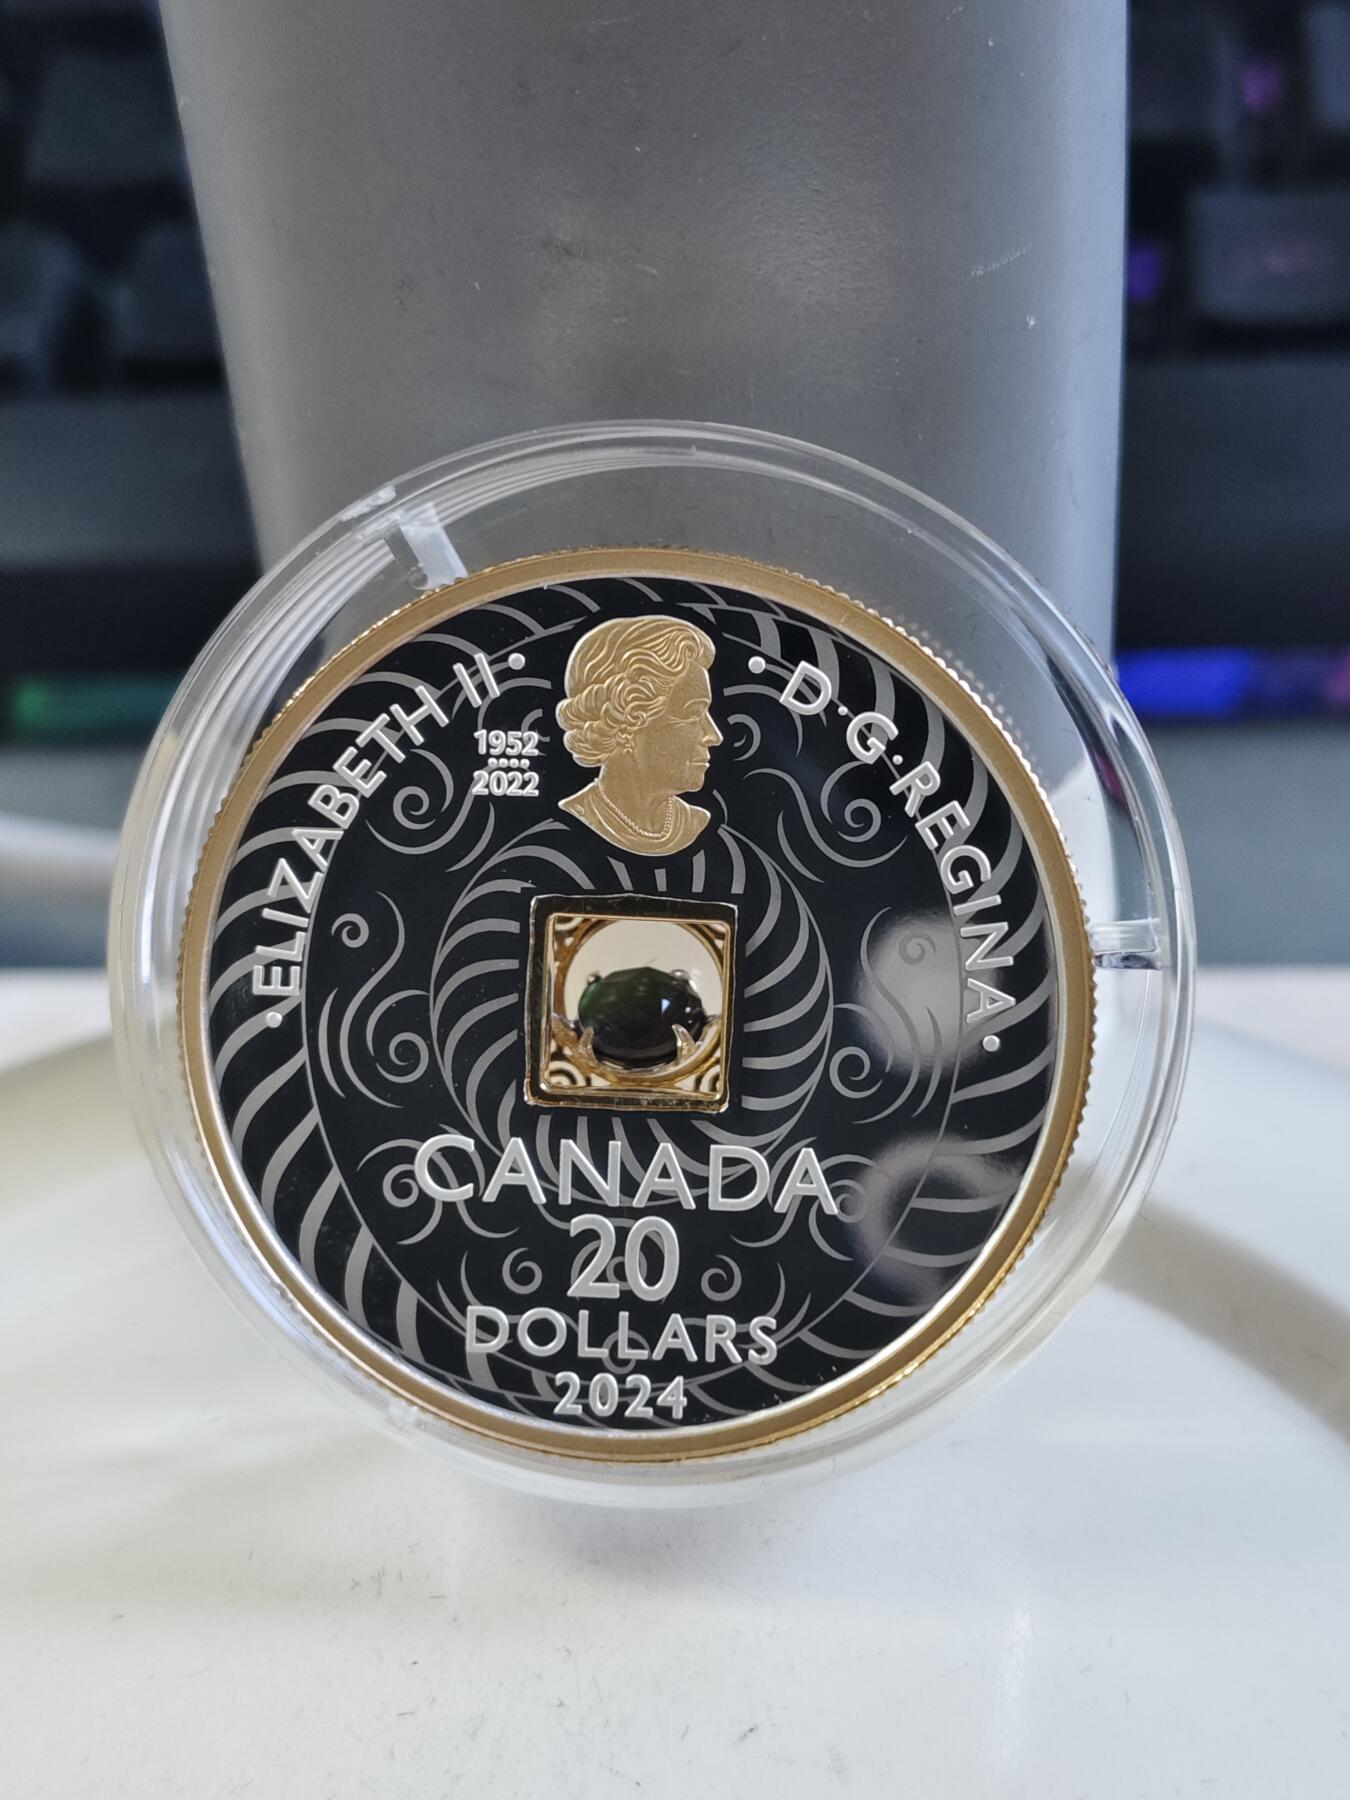 ·ELIZABETH II·
·D·G·REGINA·
1952
2022
CANADA
20
DOLLARS
2024